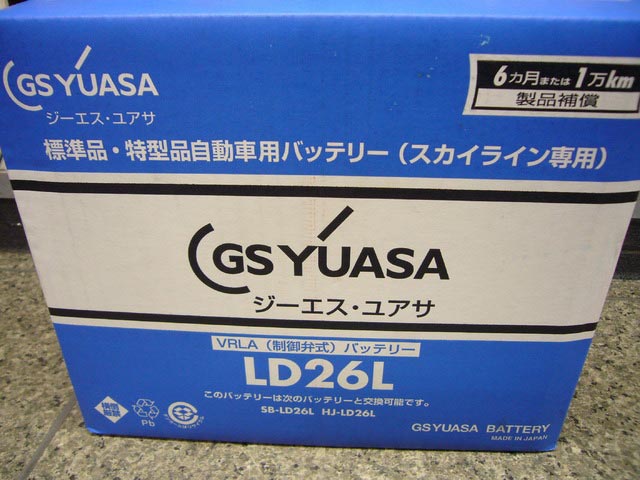 GS YUASA
ジーエス・ユアサ
6カ月または1万km
製品補償
標準品・特型品自動車用バッテリー(スカイライン専用)
GS YUASA
ジーエス・ユアサ
VRLA(制御弁式)バッテリー
LD26L
このバッテリーは次のバッテリーと交換可能です。
SB-LD26L HJ-LD26L
Pb
GS YUASA BATTERY
MADE IN JAPAN